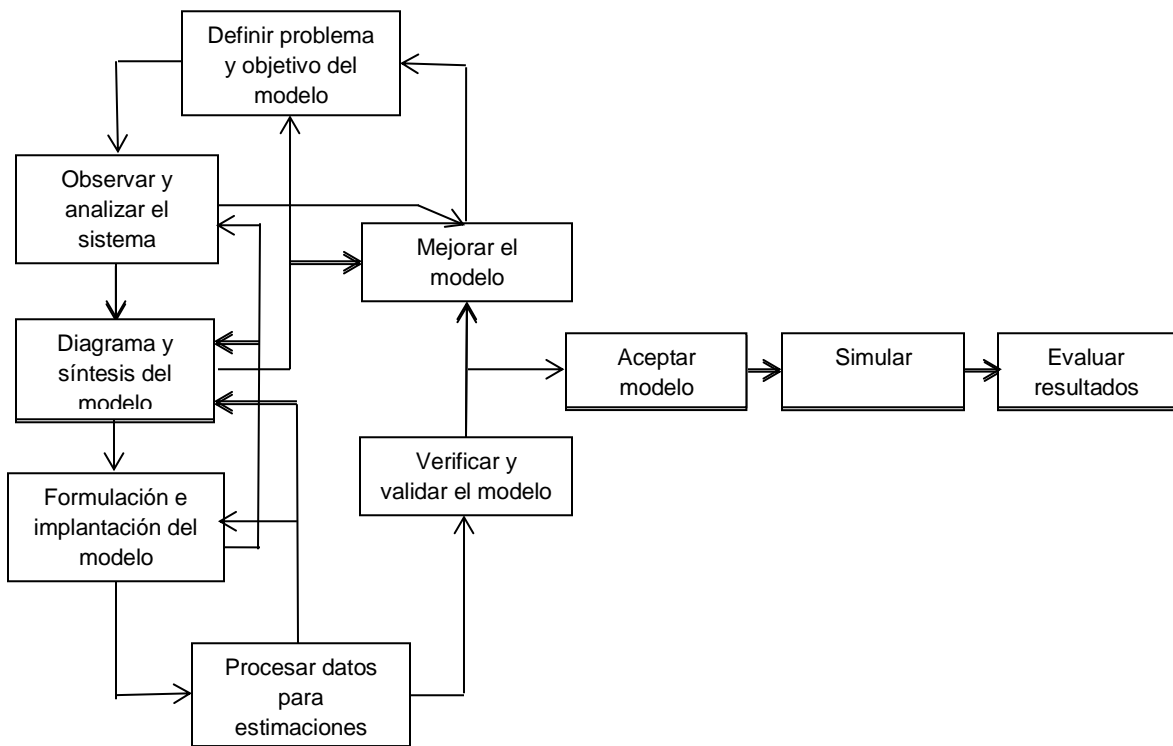 Definir problema
y objetivo del
modelo
Observar y
analizar el
sistema
Mejorar el
modelo
Diagrama y
síntesis del
modelo
Aceptar
modelo
Simular
Evaluar
resultados
Verificar y
validar el modelo
Formulación e
implantación del
modelo
Procesar datos
para
estimaciones